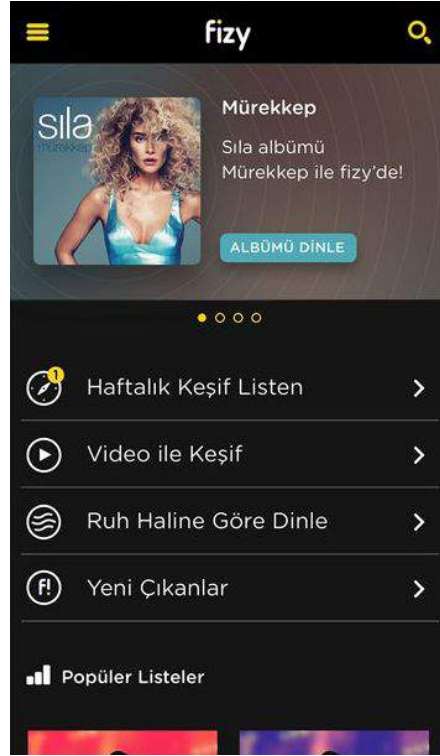 fizy
sıla
mürekkep
Mürekkep
Sıla albümü
Mürekkep ile fizy'de!
ALBÜMÜ DİNLE
1
Haftalık Keşif Listen
Video ile Keşif
Ruh Haline Göre Dinle
f!
Yeni Çıkanlar
Popüler Listeler